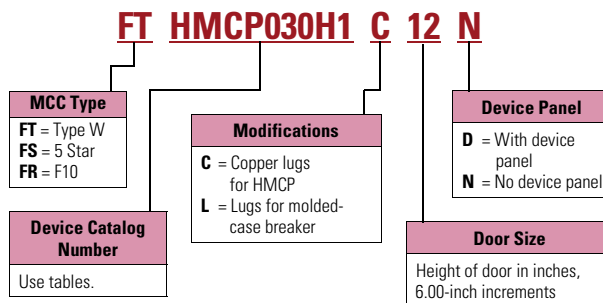 FT HMCP030H1 C 12 N
MCC Type
FT = Type W
FS = 5 Star
FR = F10
Device Catalog
Number
Use tables.
Modifications
C = Copper lugs
for HMCP
L = Lugs for molded-
case breaker
Device Panel
D = With device
panel
N = No device panel
Door Size
Height of door in inches,
6.00-inch increments